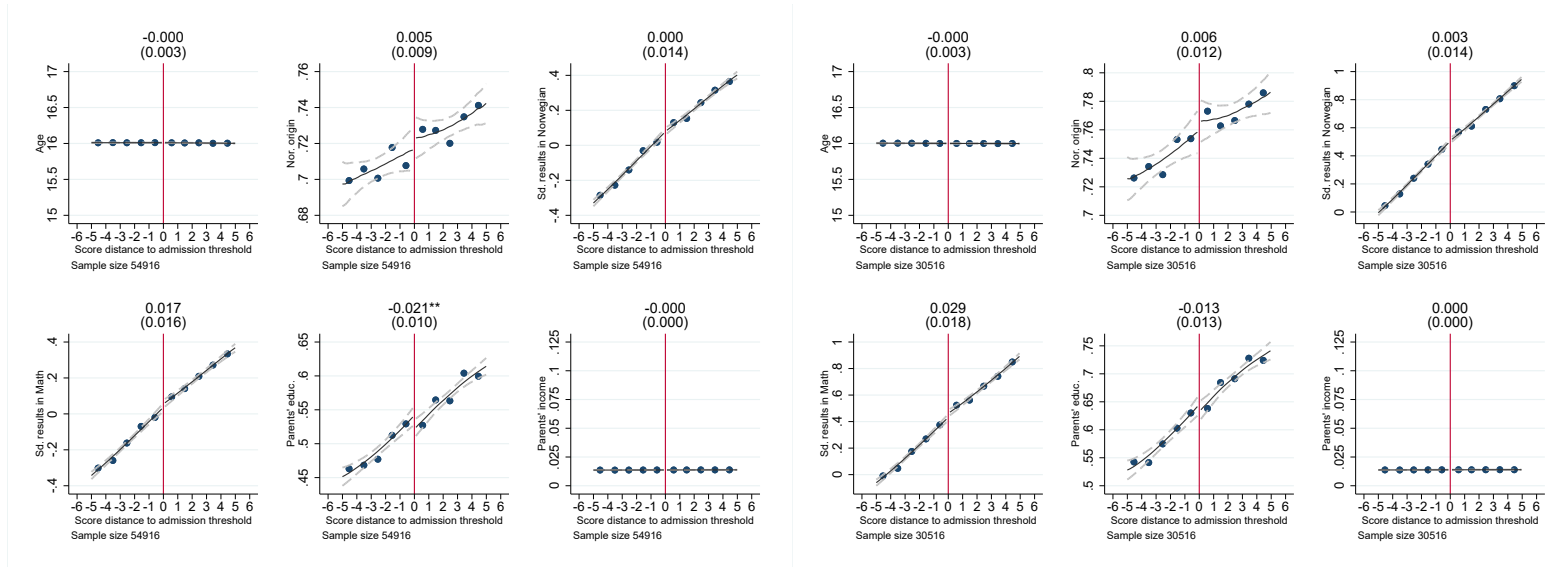 -0.000
(0.003)
Age
17
16.5
16
15.5
15
-6 -5 -4 -3 -2 -1 0 1 2 3 4 5 6
Score distance to admission threshold
Sample size 54916
0.005
(0.009)
Nor. origin
.76
.74
.72
.7
.68
-6 -5 -4 -3 -2 -1 0 1 2 3 4 5 6
Score distance to admission threshold
Sample size 54916
0.000
(0.014)
Sd. results in Norwegian
.4
.2
0
-.2
-.4
-6 -5 -4 -3 -2 -1 0 1 2 3 4 5 6
Score distance to admission threshold
Sample size 54916
-0.000
(0.003)
Age
17
16.5
16
15.5
15
-6 -5 -4 -3 -2 -1 0 1 2 3 4 5 6
Score distance to admission threshold
Sample size 30516
0.006
(0.012)
Nor. origin
.8
.78
.76
.74
.72
.7
-6 -5 -4 -3 -2 -1 0 1 2 3 4 5 6
Score distance to admission threshold
Sample size 30516
0.003
(0.014)
Sd. results in Norwegian
1
.8
.6
.4
.2
0
-6 -5 -4 -3 -2 -1 0 1 2 3 4 5 6
Score distance to admission threshold
Sample size 30516
0.017
(0.016)
Sd. results in Math
.4
.2
0
-.2
-.4
-6 -5 -4 -3 -2 -1 0 1 2 3 4 5 6
Score distance to admission threshold
Sample size 54916
-0.021**
(0.010)
Parents' educ.
.65
.6
.55
.5
.45
-6 -5 -4 -3 -2 -1 0 1 2 3 4 5 6
Score distance to admission threshold
Sample size 54916
-0.000
(0.000)
Parents' income
.125
.1
.075
.05
.025
0
-6 -5 -4 -3 -2 -1 0 1 2 3 4 5 6
Score distance to admission threshold
Sample size 54916
0.029
(0.018)
Sd. results in Math
1
.8
.6
.4
.2
0
-6 -5 -4 -3 -2 -1 0 1 2 3 4 5 6
Score distance to admission threshold
Sample size 30516
-0.013
(0.013)
Parents' educ.
.75
.7
.65
.6
.55
.5
-6 -5 -4 -3 -2 -1 0 1 2 3 4 5 6
Score distance to admission threshold
Sample size 30516
0.000
(0.000)
Parents' income
.125
.1
.075
.05
.025
0
-6 -5 -4 -3 -2 -1 0 1 2 3 4 5 6
Score distance to admission threshold
Sample size 30516